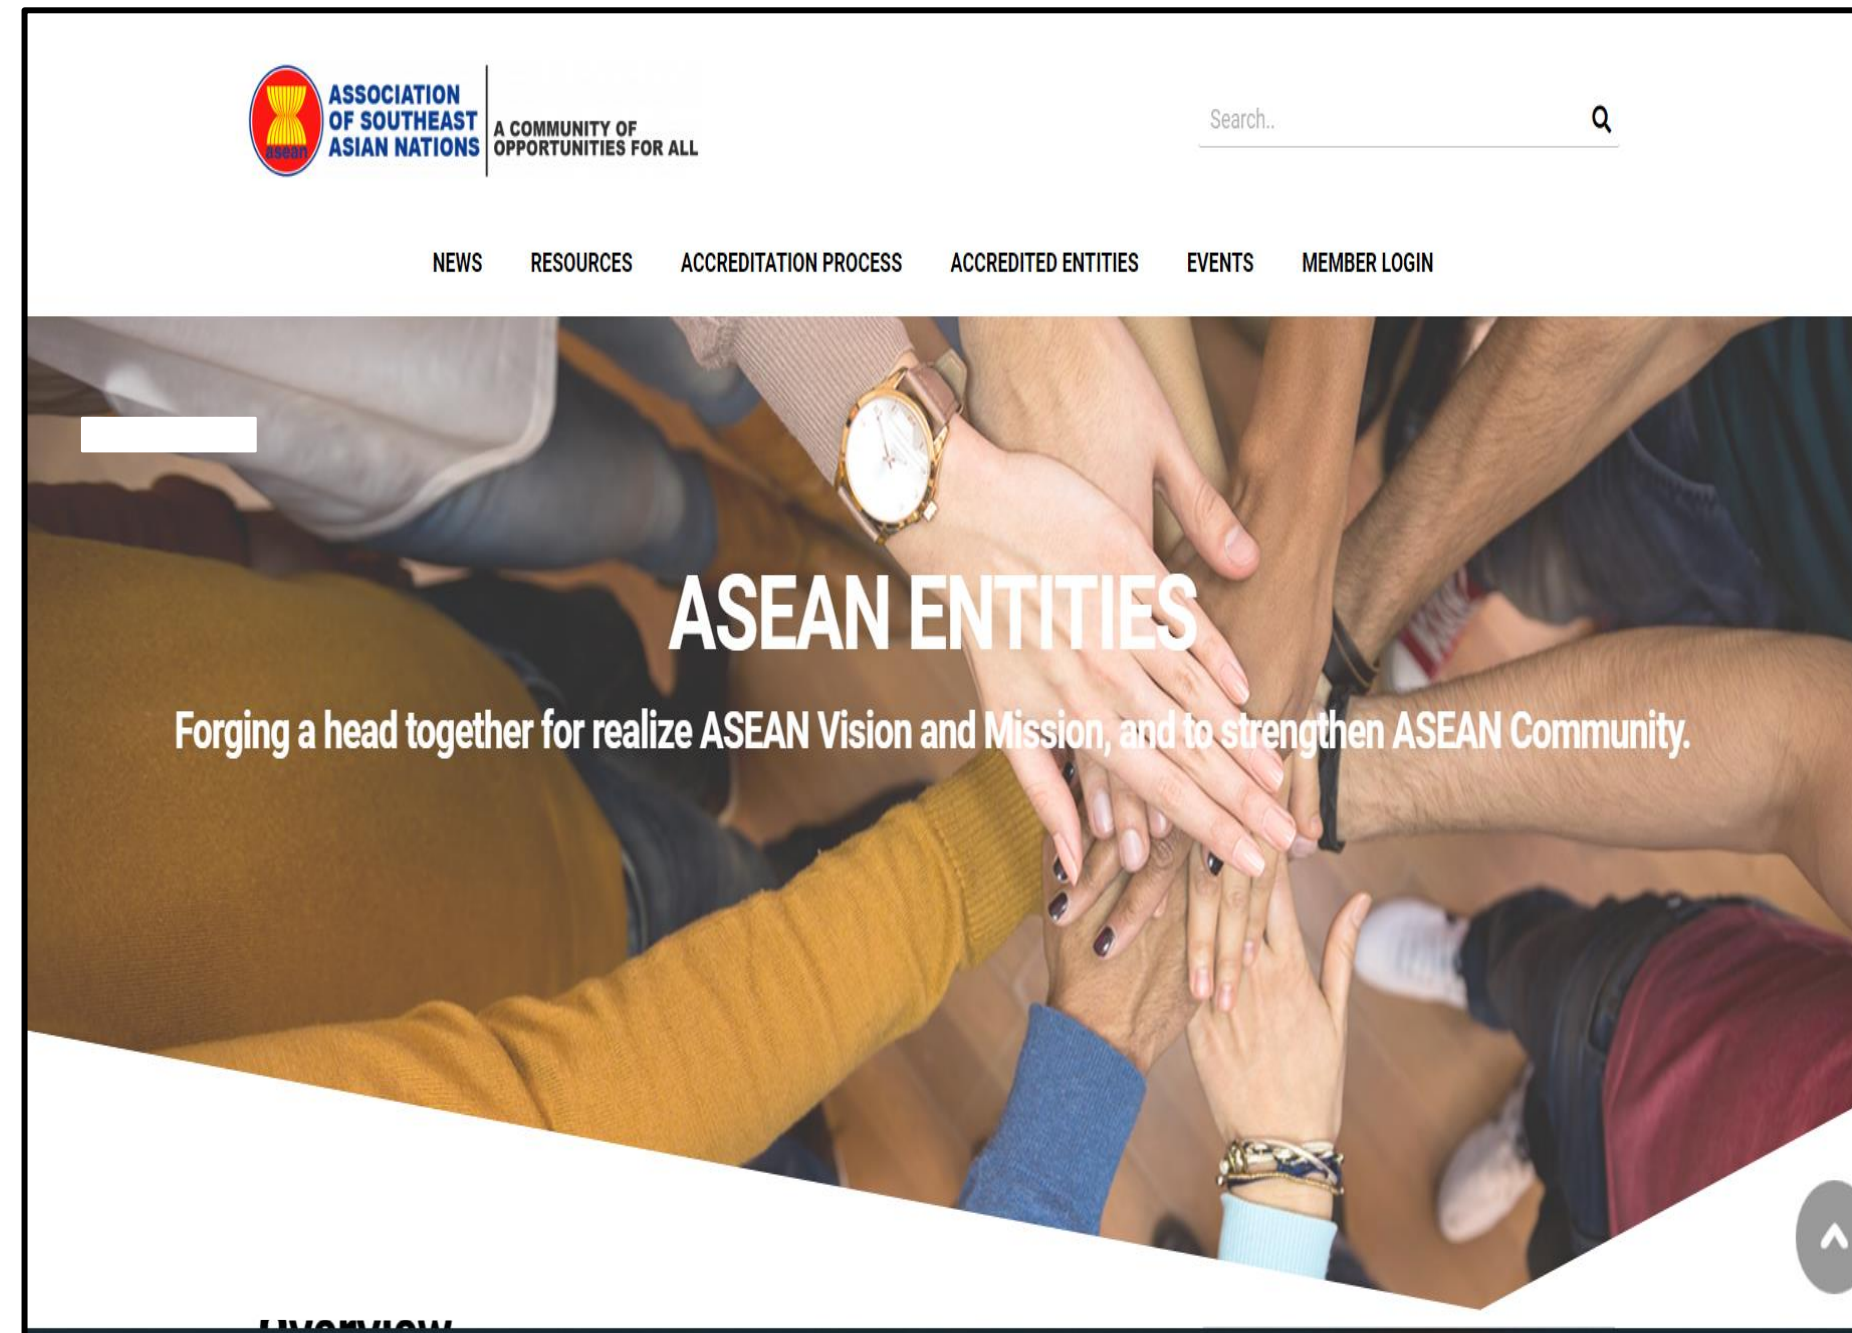 asean
ASSOCIATION
OF SOUTHEAST
ASIAN NATIONS
A COMMUNITY OF
OPPORTUNITIES FOR ALL
Search..
NEWS RESOURCES ACCREDITATION PROCESS ACCREDITED ENTITIES EVENTS MEMBER LOGIN
ASEAN ENTITIES
Forging a head together for realize ASEAN Vision and Mission, and to strengthen ASEAN Community.
Overview